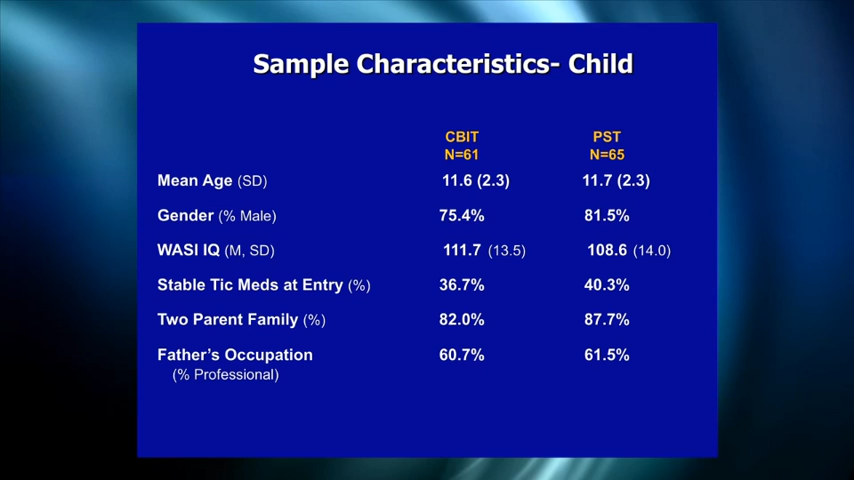 Sample Characteristics- Child
CBIT PST
N=61 N=65
Mean Age (SD) 11.6 (2.3) 11.7 (2.3)
Gender (% Male) 75.4% 81.5%
WASI IQ (M, SD) 111.7 (13.5) 108.6 (14.0)
Stable Tic Meds at Entry (%) 36.7% 40.3%
Two Parent Family (%) 82.0% 87.7%
Father’s Occupation 60.7% 61.5%
(% Professional)